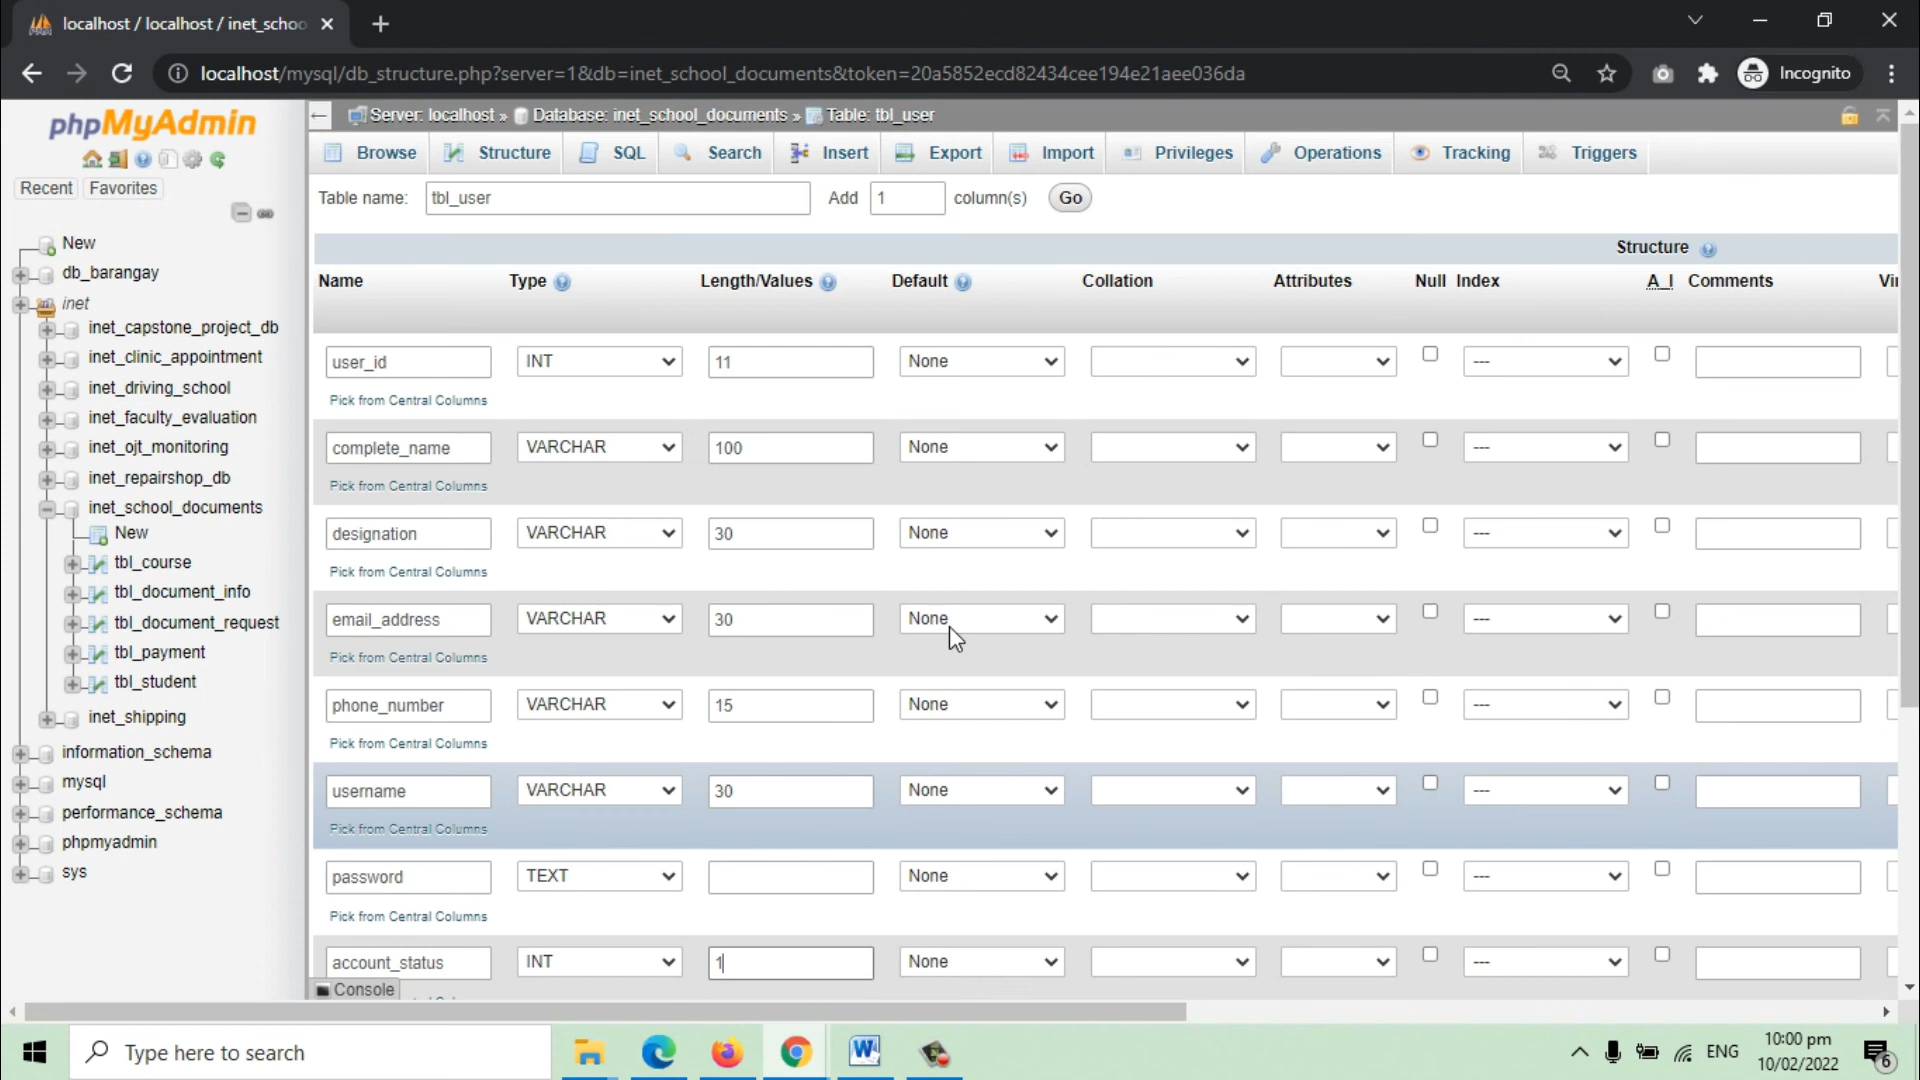 localhost / localhost / inet_schoo
localhost/mysql/db_structure.php?server=1&db=inet_school_documents&token=20a5852ecd82434cee194e21aee036da
Incognito
phpMyAdmin
Recent Favorites
New
db_barangay
inet
inet_capstone_project_db
inet_clinic_appointment
inet_driving_school
inet_faculty_evaluation
inet_ojt_monitoring
inet_repairshop_db
inet_school_documents
New
tbl_course
tbl_document_info
tbl_document_request
tbl_payment
tbl_student
inet_shipping
information_schema
mysql
performance_schema
phpmyadmin
sys
Server: localhost » Database: inet_school_documents » Table: tbl_user
Browse Structure SQL Search Insert Export Import Privileges Operations Tracking Triggers
Table name: tbl_user Add 1 column(s) Go
Structure
Name Type Length/Values Default Collation Attributes Null Index A_I Comments Vir
user_id INT 11 None ---
Pick from Central Columns
complete_name VARCHAR 100 None ---
Pick from Central Columns
designation VARCHAR 30 None ---
Pick from Central Columns
email_address VARCHAR 30 None ---
Pick from Central Columns
phone_number VARCHAR 15 None ---
Pick from Central Columns
username VARCHAR 30 None ---
Pick from Central Columns
password TEXT None ---
Pick from Central Columns
account_status INT 1 None ---
Console
Type here to search
ENG
10:00 pm
10/02/2022
6